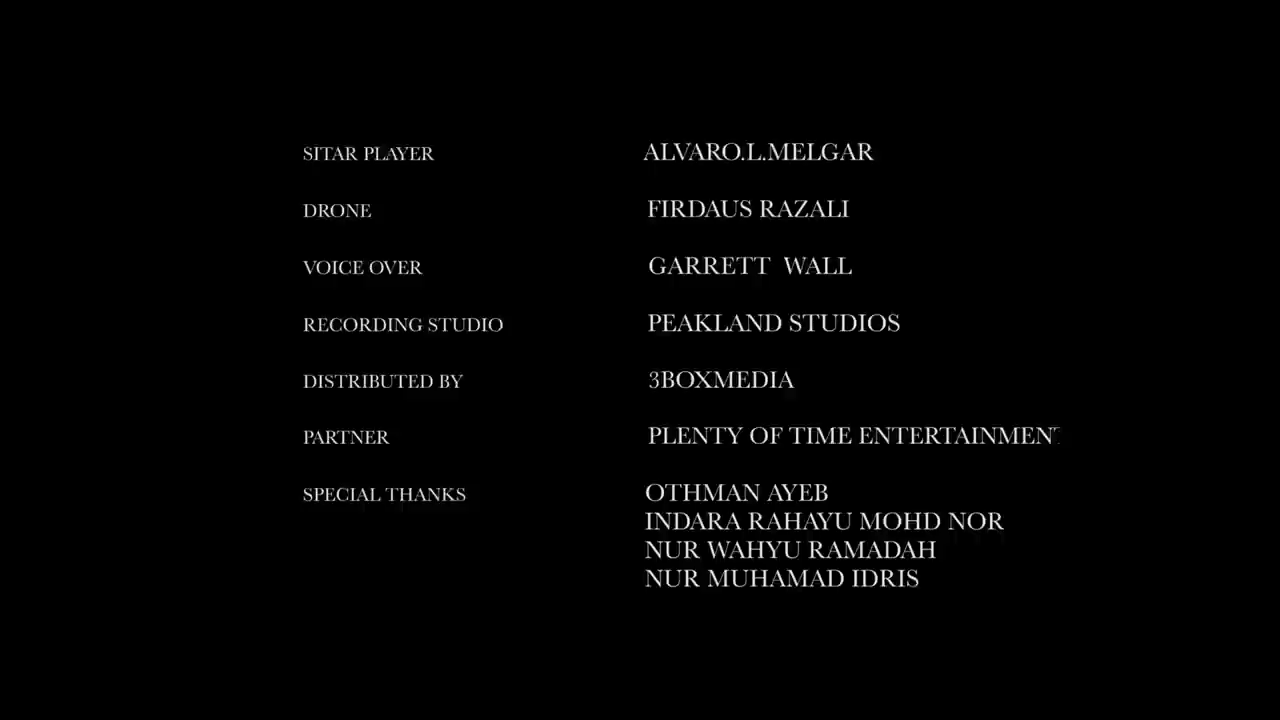 SITAR PLAYER ALVARO.L.MELGAR
DRONE FIRDAUS RAZALI
VOICE OVER GARRETT WALL
RECORDING STUDIO PEAKLAND STUDIOS
DISTRIBUTED BY 3BOXMEDIA
PARTNER PLENTY OF TIME ENTERTAINMENT
SPECIAL THANKS OTHMAN AYEB
INDARA RAHAYU MOHD NOR
NUR WAHYU RAMADAH
NUR MUHAMAD IDRIS